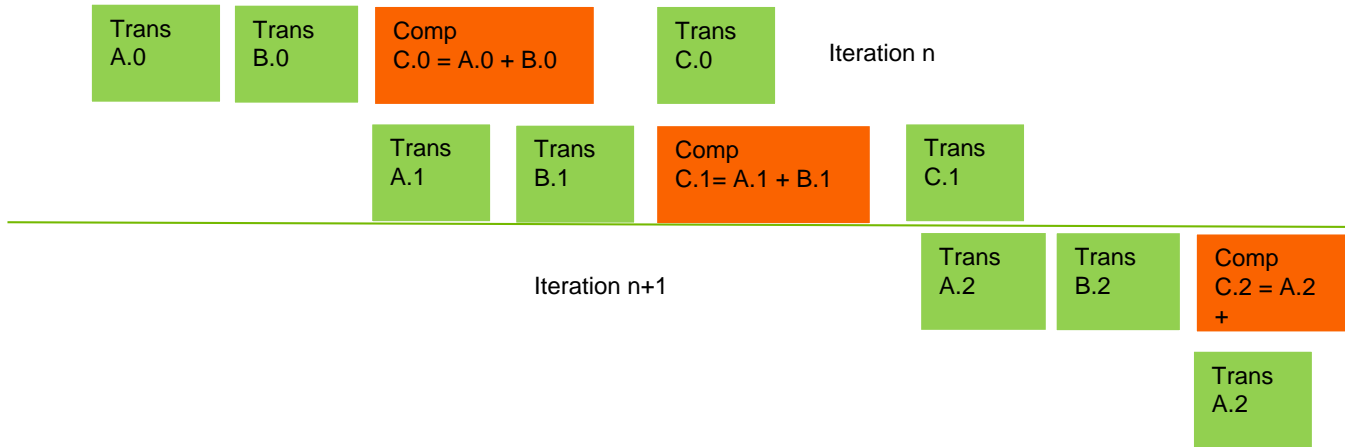 Trans
A.0
Trans
B.0
Comp
C.0 = A.0 + B.0
Trans
C.0
Iteration n
Trans
A.1
Trans
B.1
Comp
C.1= A.1 + B.1
Trans
C.1
Iteration n+1
Trans
A.2
Trans
B.2
Comp
C.2 = A.2
+
Trans
A.2